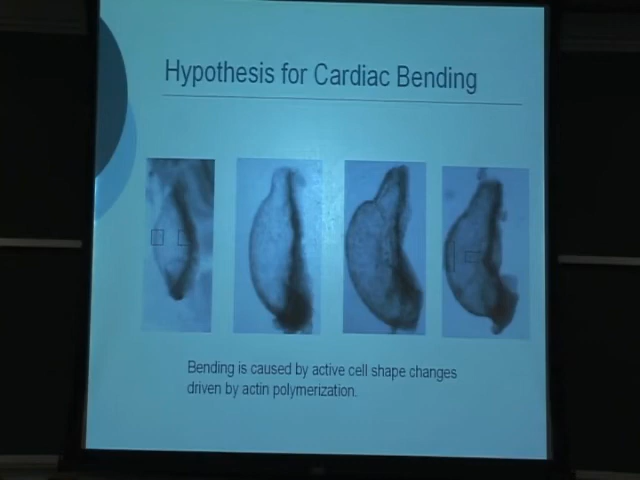 Hypothesis for Cardiac Bending
Bending is caused by active cell shape changes
driven by actin polymerization.